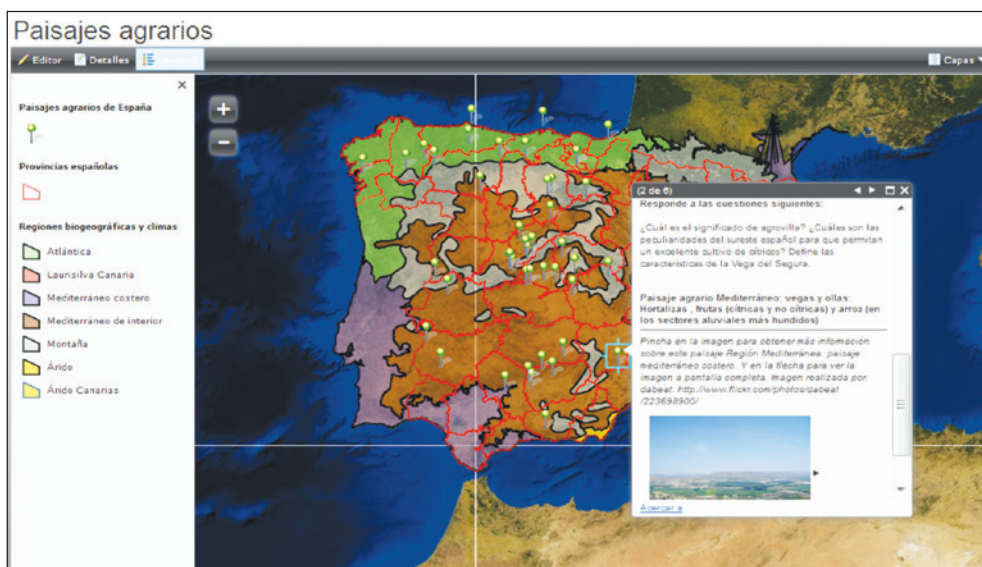 Paisajes agrarios
Editor Detalles
Capas
Paisajes agrarios de España
Provincias españolas
Regiones biogeográficas y climas
Atlántica
Laurisilva Canaria
Mediterráneo costero
Mediterráneo de interior
Montaña
Árido
Árido Canarias
(2 de 6)
Responde a las cuestiones siguientes:
¿Cuál es el significado de agrovilla? ¿Cuáles son las
peculiaridades del sureste español para que permitan
un excelente cultivo de cítricos? Define las
características de la Vega del Segura.
Paisaje agrario Mediterráneo: vegas y ollas:
Hortalizas , frutas (cítricas y no cítricas) y arroz (en
los sectores aluviales más hundidos)
Pincha en la imagen para obtener más información
sobre este paisaje Región Mediterránea. paisaje
mediterráneo costero. Y en la flecha para ver la
imagen a pantalla completa. Imagen realizada por:
dabeat: http://www.flickr.com/photos/dabeat
/223698900/
Acercar a